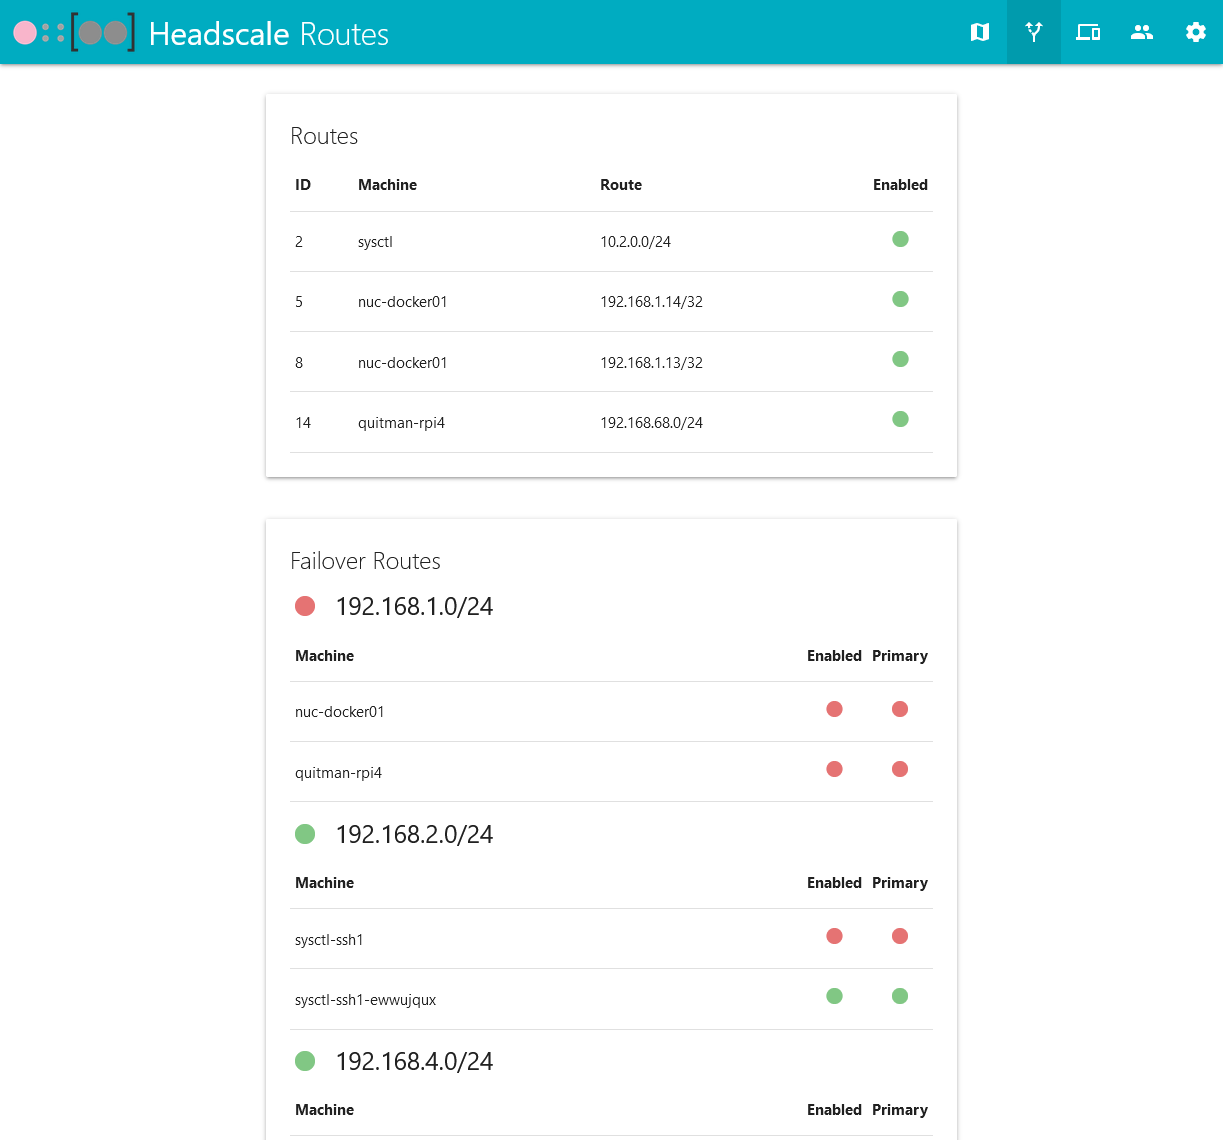 Headscale Routes
Routes
ID Machine Route Enabled
2 sysctl 10.2.0.0/24
5 nuc-docker01 192.168.1.14/32
8 nuc-docker01 192.168.1.13/32
14 quitman-rpi4 192.168.68.0/24
Failover Routes
192.168.1.0/24
Machine Enabled Primary
nuc-docker01
quitman-rpi4
192.168.2.0/24
Machine Enabled Primary
sysctl-ssh1
sysctl-ssh1-ewwujqux
192.168.4.0/24
Machine Enabled Primary